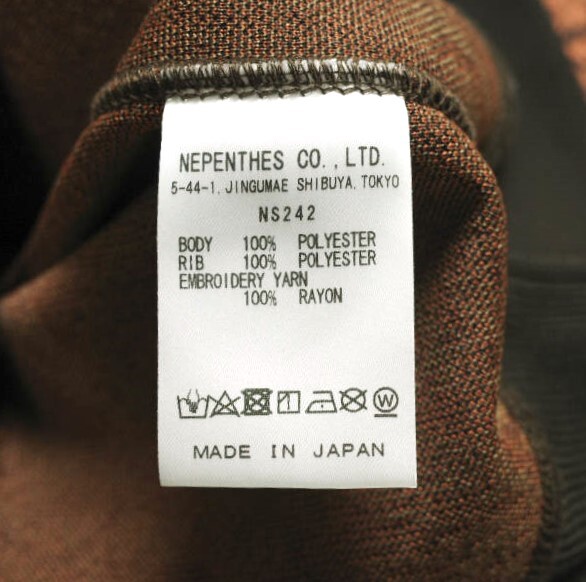 NEPENTHES CO.,LTD.
5-44-1, JINGUMAE SHIBUYA, TOKYO
NS242
BODY 100% POLYESTER
RIB 100% POLYESTER
EMBROIDERY YARN
100% RAYON
W
MADE IN JAPAN